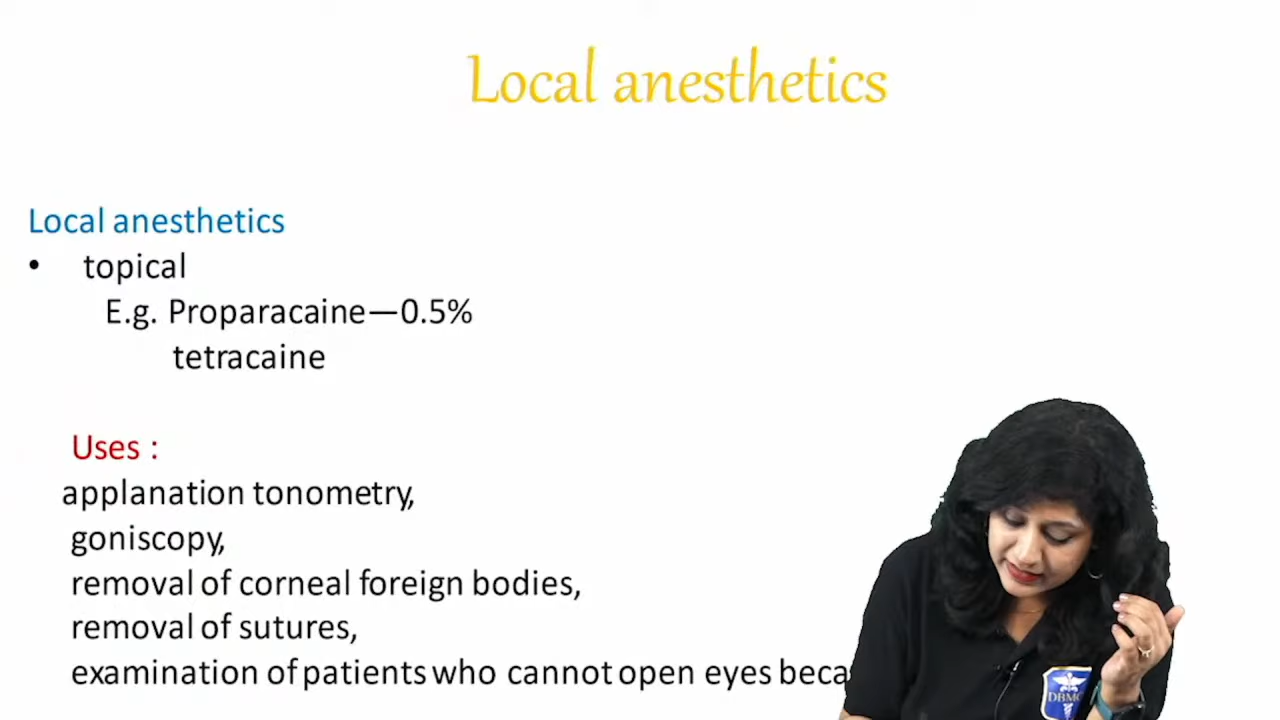 Local anesthetics
Local anesthetics
• topical
E.g. Proparacaine—0.5%
tetracaine
Uses :
applanation tonometry,
goniscopy,
removal of corneal foreign bodies,
removal of sutures,
examination of patients who cannot open eyes beca
DBMC